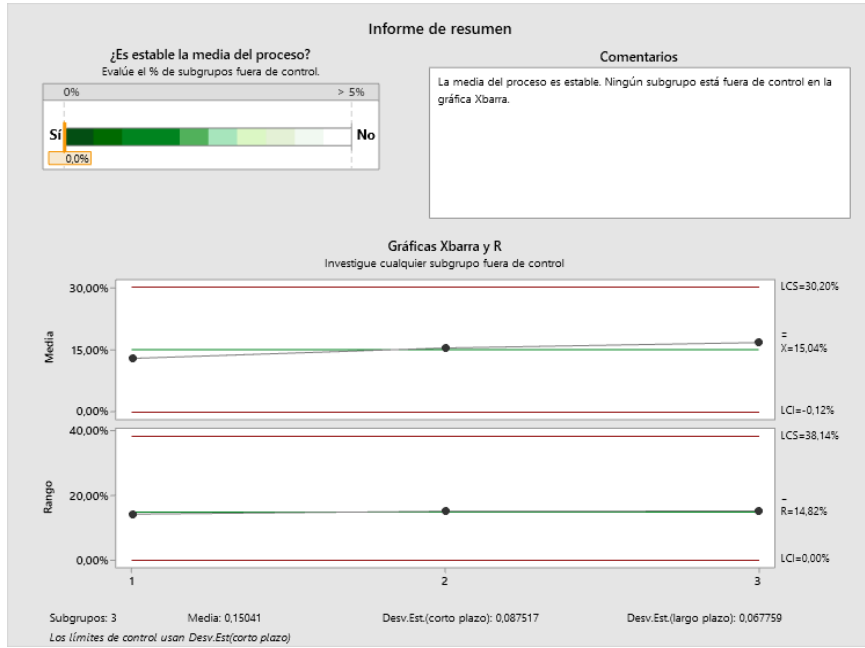 Informe de resumen
¿Es estable la media del proceso?
Evalúe el % de subgrupos fuera de control.
0%
> 5%
Sí
No
0,0%
Comentarios
La media del proceso es estable. Ningún subgrupo está fuera de control en la
gráfica Xbarra.
Gráficas Xbarra y R
Investigue cualquier subgrupo fuera de control
30,00%
15,00%
0,00%
Media
LCS=30,20%
X=15,04%
LCI=-0,12%
40,00%
20,00%
0,00%
Rango
LCS=38,14%
R=14,82%
LCI=0,00%
1
2
3
Subgrupos: 3
Media: 0,15041
Desv.Est.(corto plazo): 0,087517
Desv.Est.(largo plazo): 0,067759
Los límites de control usan Desv.Est(corto plazo)